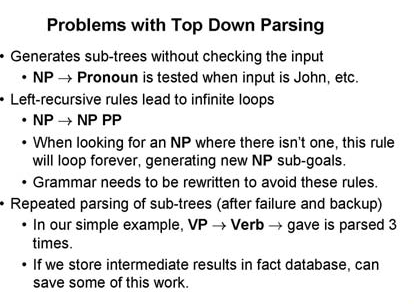 Problems with Top Down Parsing
• Generates sub-trees without checking the input
• NP → Pronoun is tested when input is John, etc.
• Left-recursive rules lead to infinite loops
• NP → NP PP
• When looking for an NP where there isn't one, this rule
will loop forever, generating new NP sub-goals.
• Grammar needs to be rewritten to avoid these rules.
• Repeated parsing of sub-trees (after failure and backup)
• In our simple example, VP → Verb → gave is parsed 3
times.
• If we store intermediate results in fact database, can
save some of this work.